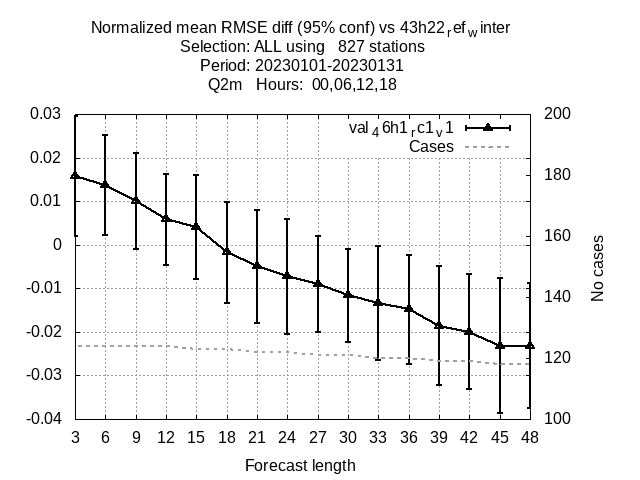 Normalized mean RMSE diff (95% conf) vs 43h22ref winter
Selection: ALL using 827 stations
Period: 20230101-20230131
Q2m Hours: 00,06,12,18
val46h1rc1v1
Cases
0.03
0.02
0.01
0
-0.01
-0.02
-0.03
-0.04
200
180
160
140
120
100
No cases
3 6 9 12 15 18 21 24 27 30 33 36 39 42 45 48
Forecast length